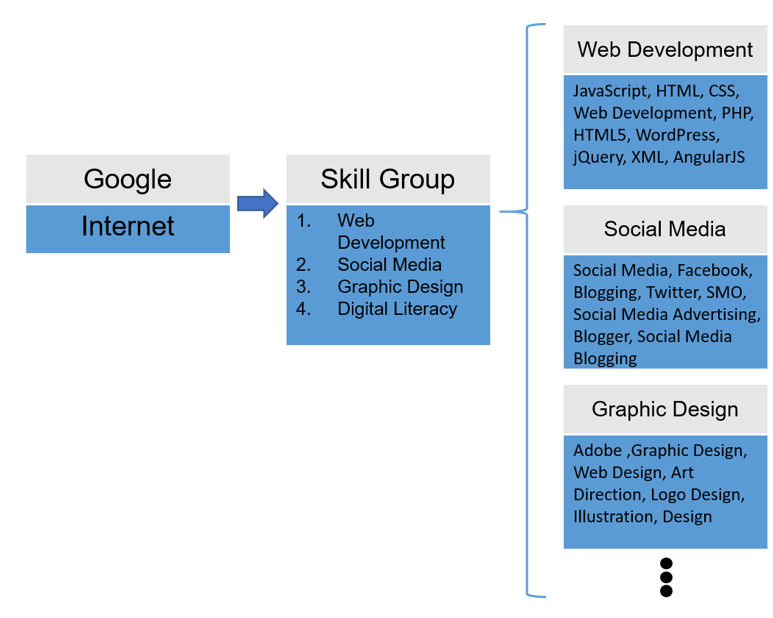 Google
Internet
Skill Group
1. Web
Development
2. Social Media
3. Graphic Design
4. Digital Literacy
Web Development
JavaScript, HTML, CSS,
Web Development, PHP,
HTML5, WordPress,
jQuery, XML, AngularJS
Social Media
Social Media, Facebook,
Blogging, Twitter, SMO,
Social Media Advertising,
Blogger, Social Media
Blogging
Graphic Design
Adobe ,Graphic Design,
Web Design, Art
Direction, Logo Design,
Illustration, Design